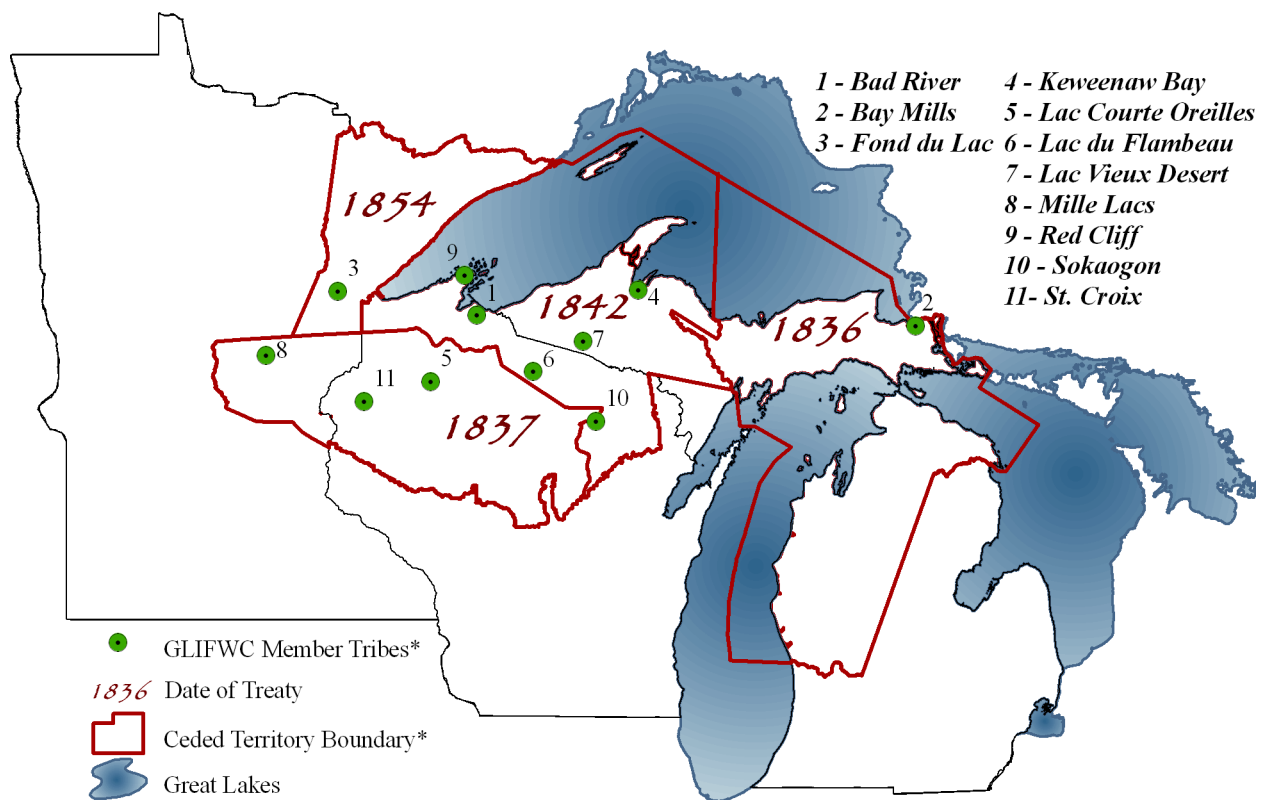 1 - Bad River
2 - Bay Mills
3 - Fond du Lac
4 - Keweenaw Bay
5 - Lac Courte Oreilles
6 - Lac du Flambeau
7 - Lac Vieux Desert
8 - Mille Lacs
9 - Red Cliff
10 - Sokaogon
11- St. Croix
1854
9
3
1
1842
4
1836
2
7
8
5
6
11
10
1837
GLIFWC Member Tribes*
1836 Date of Treaty
Ceded Territory Boundary*
Great Lakes